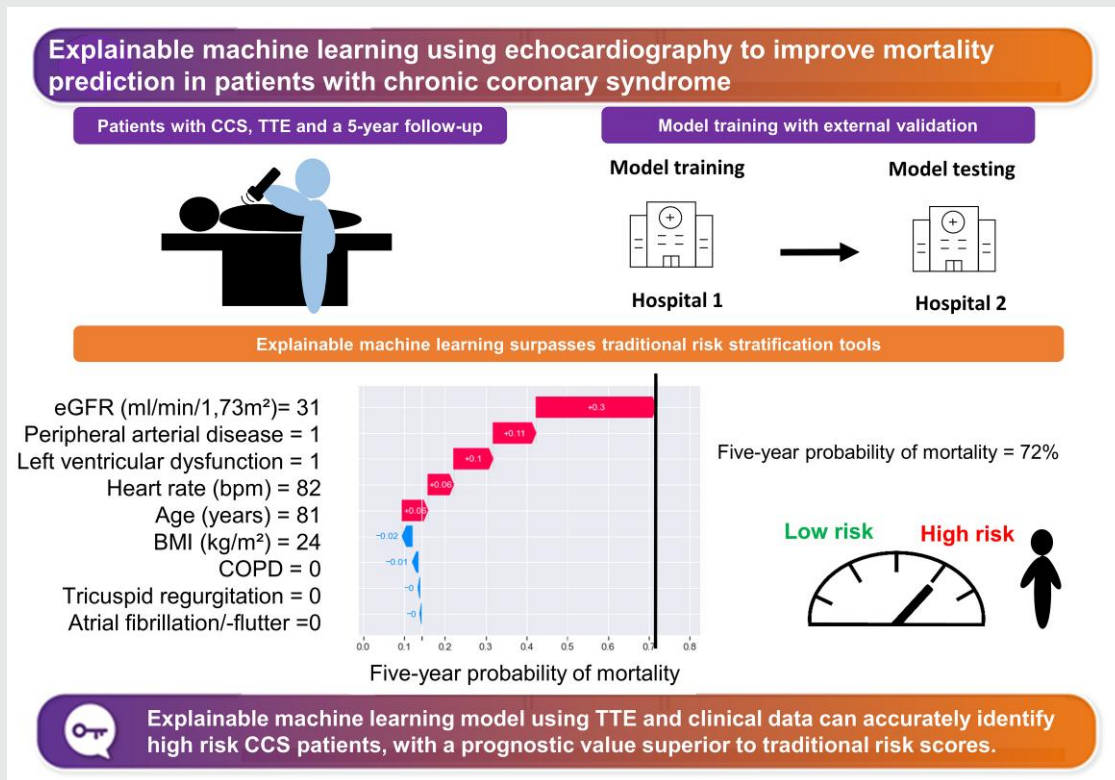 Explainable machine learning using echocardiography to improve mortality
prediction in patients with chronic coronary syndrome
Patients with CCS, TTE and a 5-year follow-up
Model training with external validation
Model training
Model testing
Hospital 1
Hospital 2
Explainable machine learning surpasses traditional risk stratification tools
eGFR (ml/min/1,73m²)= 31
Peripheral arterial disease = 1
Left ventricular dysfunction = 1
Heart rate (bpm) = 82
Age (years) = 81
BMI (kg/m²) = 24
COPD = 0
Tricuspid regurgitation = 0
Atrial fibrillation/-flutter =0
+0.3
+0.11
+0.1
+0.06
+0.06
−0.02
−0.01
−0
−0
0.0 0.1 0.2 0.3 0.4 0.5 0.6 0.7 0.8
Five-year probability of mortality
Five-year probability of mortality = 72%
Low risk
High risk
Explainable machine learning model using TTE and clinical data can accurately identify
high risk CCS patients, with a prognostic value superior to traditional risk scores.